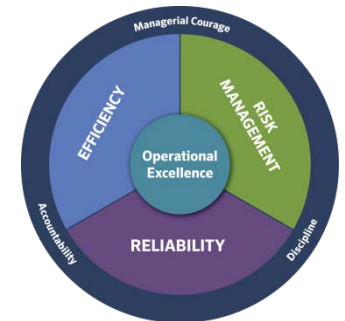 Managerial Courage
EFFICIENCY
RISK
MANAGEMENT
Operational
Excellence
RELIABILITY
Accountability
Discipline